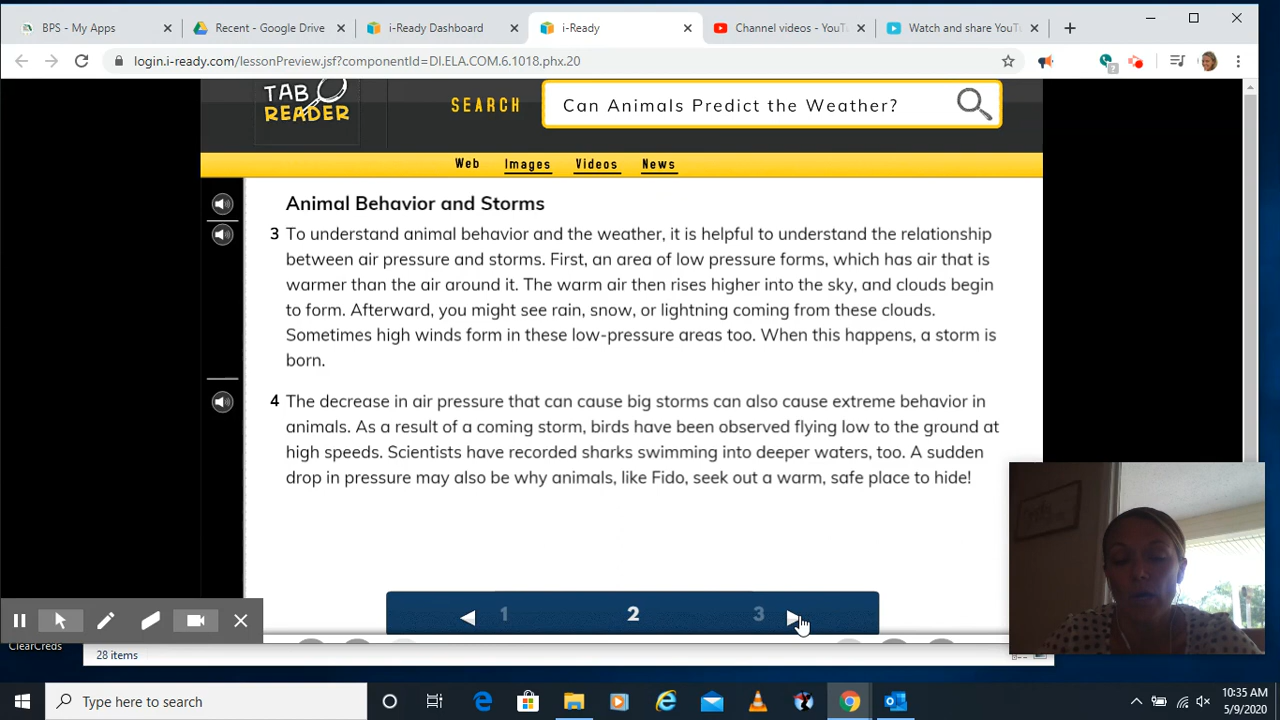 BPS - My Apps
Recent - Google Drive
i-Ready Dashboard
i-Ready
Channel videos - YouTu
Watch and share YouT
login.i-ready.com/lessonPreview.jsf?componentId=DI.ELA.COM.6.1018.phx.20
TAB
READER
SEARCH
Can Animals Predict the Weather?
Web Images Videos News
Animal Behavior and Storms
3 To understand animal behavior and the weather, it is helpful to understand the relationship
between air pressure and storms. First, an area of low pressure forms, which has air that is
warmer than the air around it. The warm air then rises higher into the sky, and clouds begin
to form. Afterward, you might see rain, snow, or lightning coming from these clouds.
Sometimes high winds form in these low-pressure areas too. When this happens, a storm is
born.
4 The decrease in air pressure that can cause big storms can also cause extreme behavior in
animals. As a result of a coming storm, birds have been observed flying low to the ground at
high speeds. Scientists have recorded sharks swimming into deeper waters, too. A sudden
drop in pressure may also be why animals, like Fido, seek out a warm, safe place to hide!
1 2 3
ClearCreds
28 items
Type here to search
10:35 AM
5/9/2020